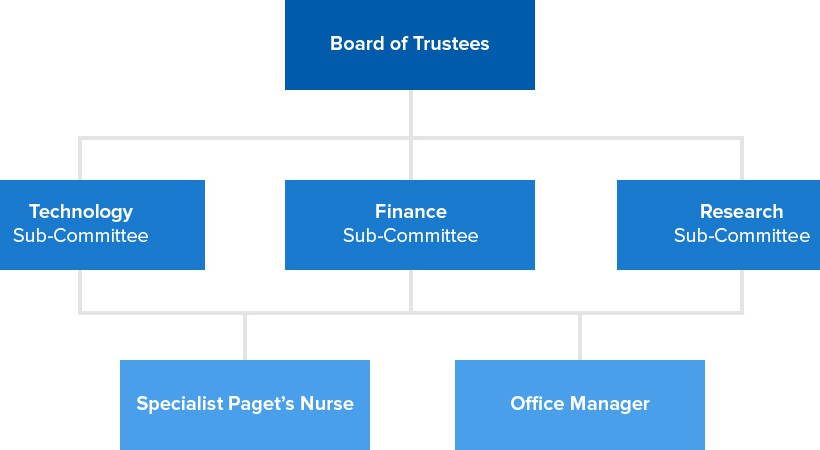 Board of Trustees
Technology
Sub-Committee
Finance
Sub-Committee
Research
Sub-Committee
Specialist Paget’s Nurse
Office Manager